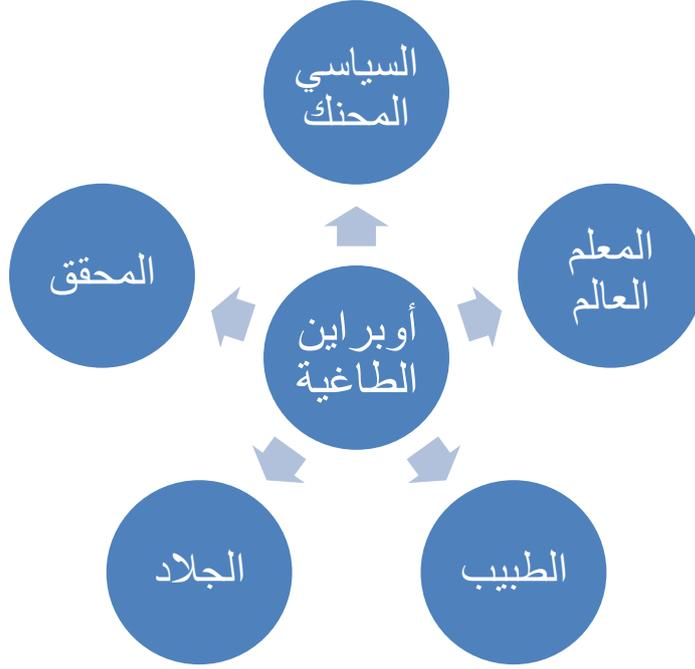 السياسي
المحنك
المعلم
العالم
المحقق
أوبراين
الطاغية
الطبيب
الجلاد